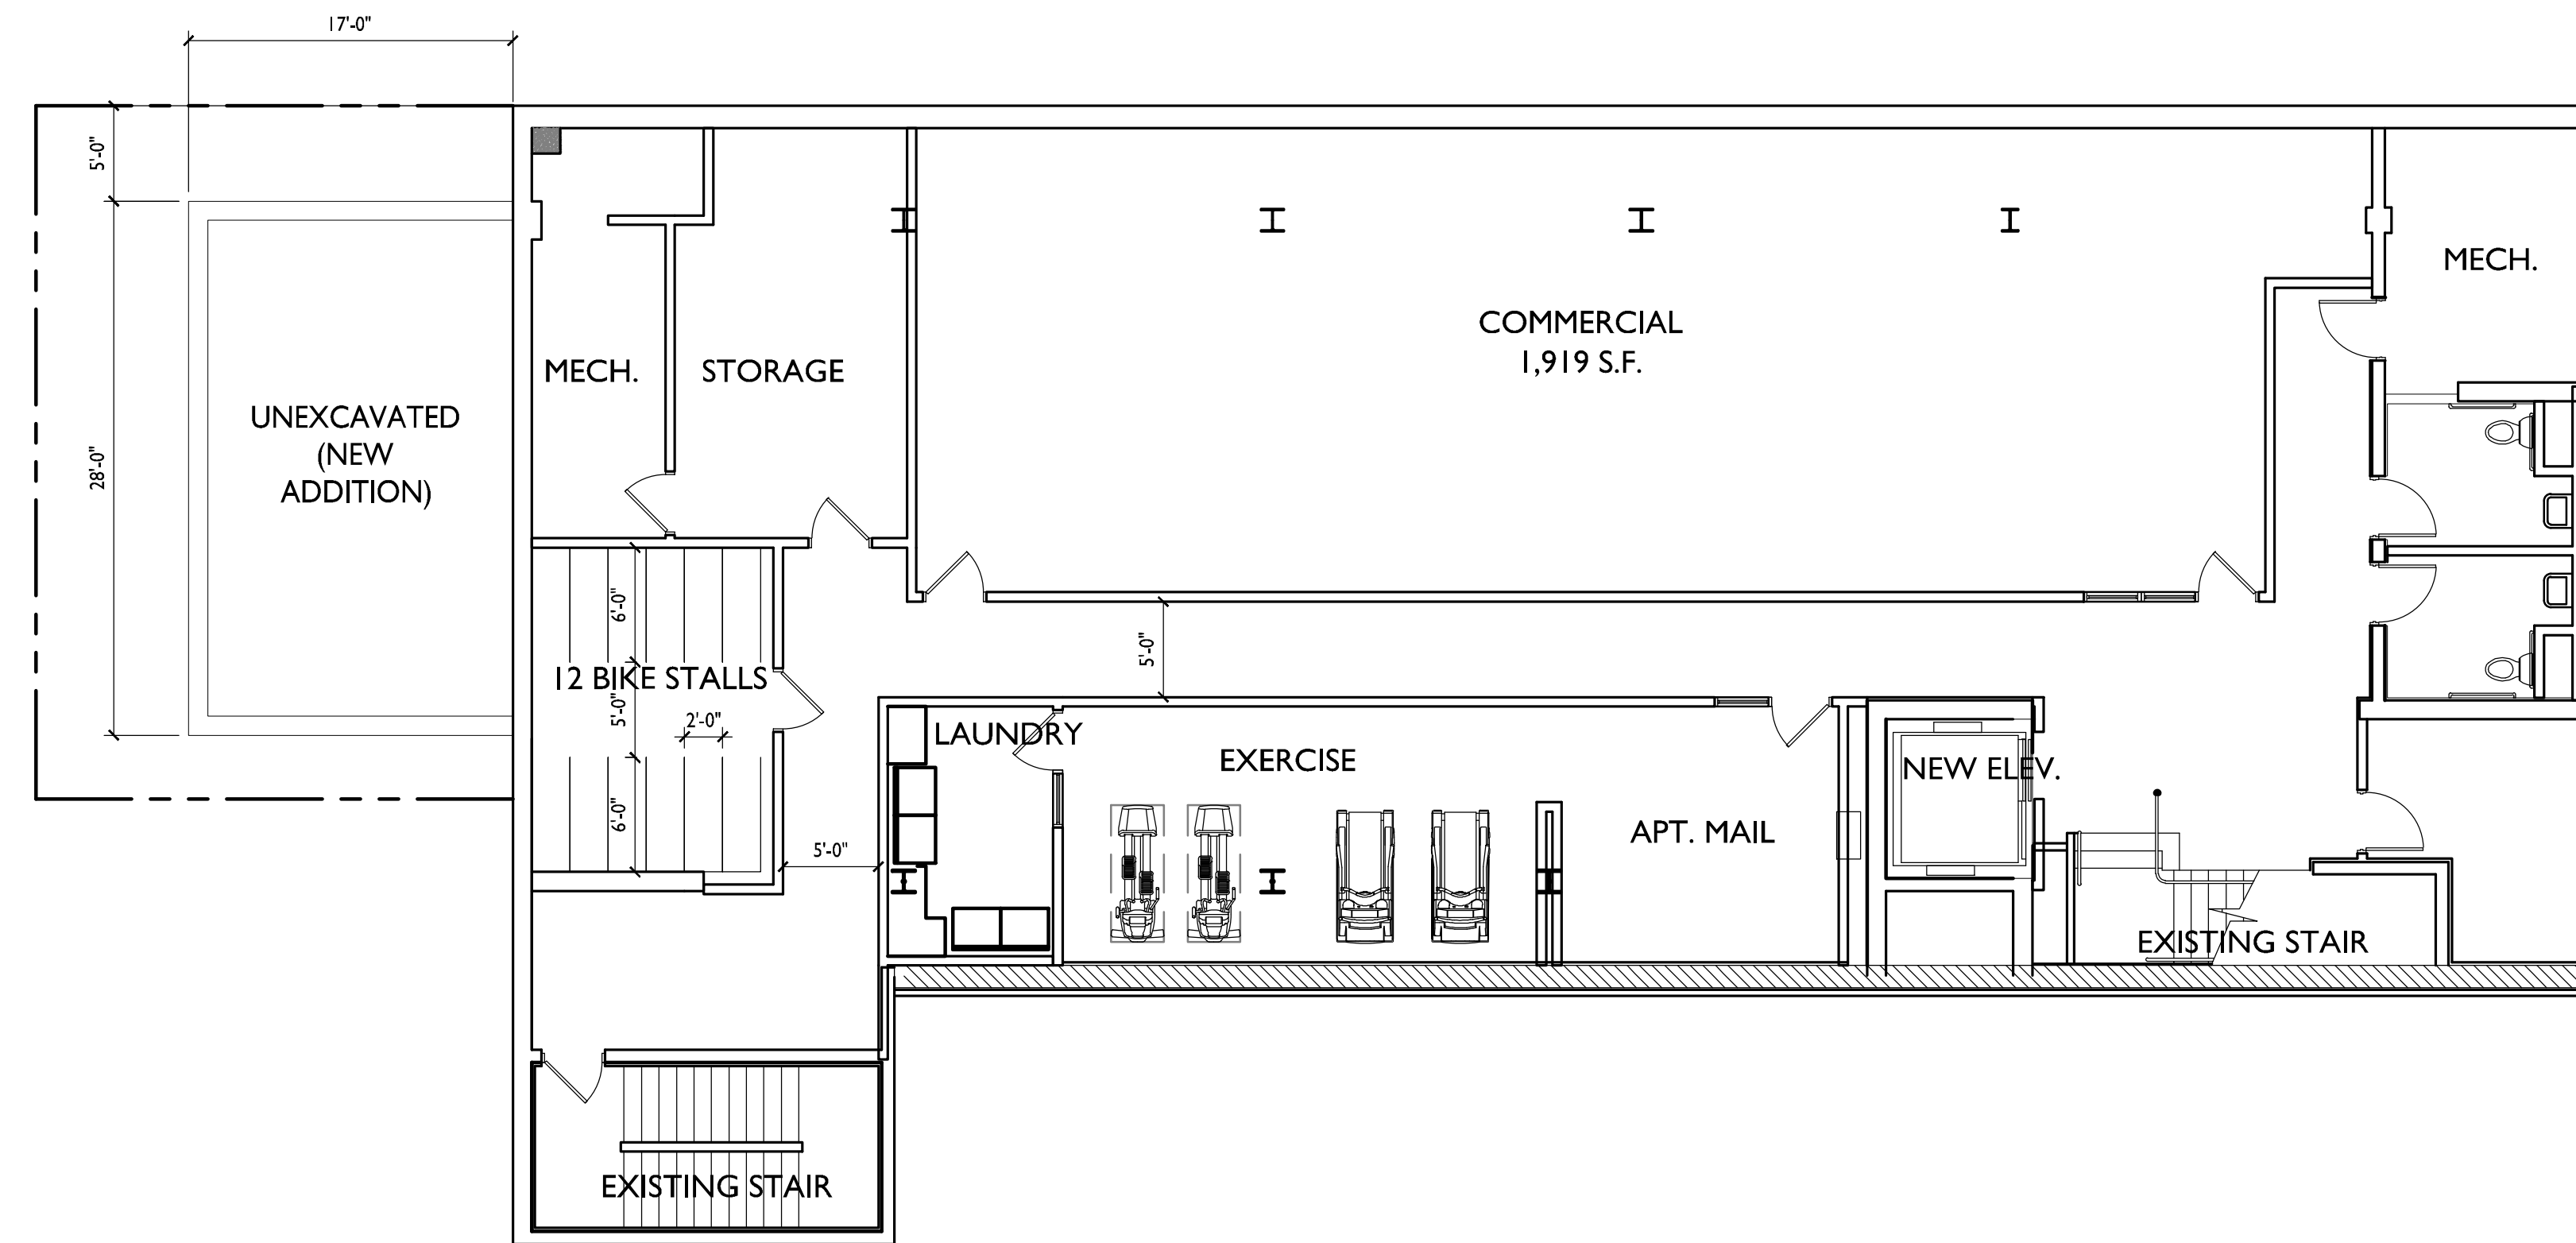 17'-0"
5'-0"
MECH.
COMMERCIAL
1,919 S.F.
MECH.
STORAGE
UNEXCAVATED
(NEW
ADDITION)
28'-0"
6'-0"
12 BIKE STALLS
5'-0"
5'-0"
2'-0"
LAUNDRY
EXERCISE
NEW ELEV.
6'-0"
5'-0"
APT. MAIL
EXISTING STAIR
EXISTING STAIR